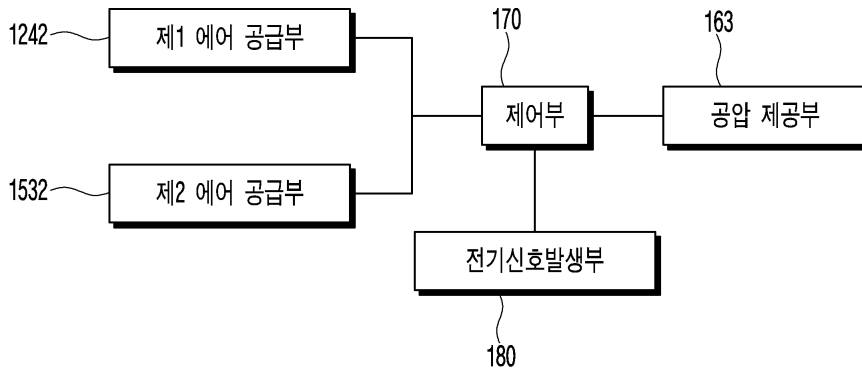 1242
제1 에어 공급부
170
163
제어부
공압 제공부
1532
제2 에어 공급부
전기신호발생부
180